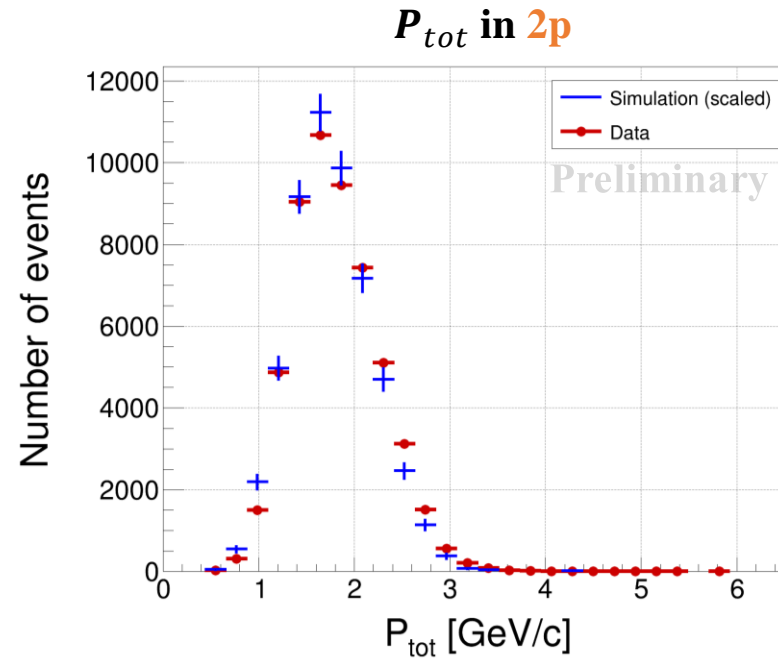 P_tot in 2p
12000
10000
8000
6000
4000
2000
0
Number of events
Simulation (scaled)
Data
Preliminary
0 1 2 3 4 5 6
P_tot [GeV/c]